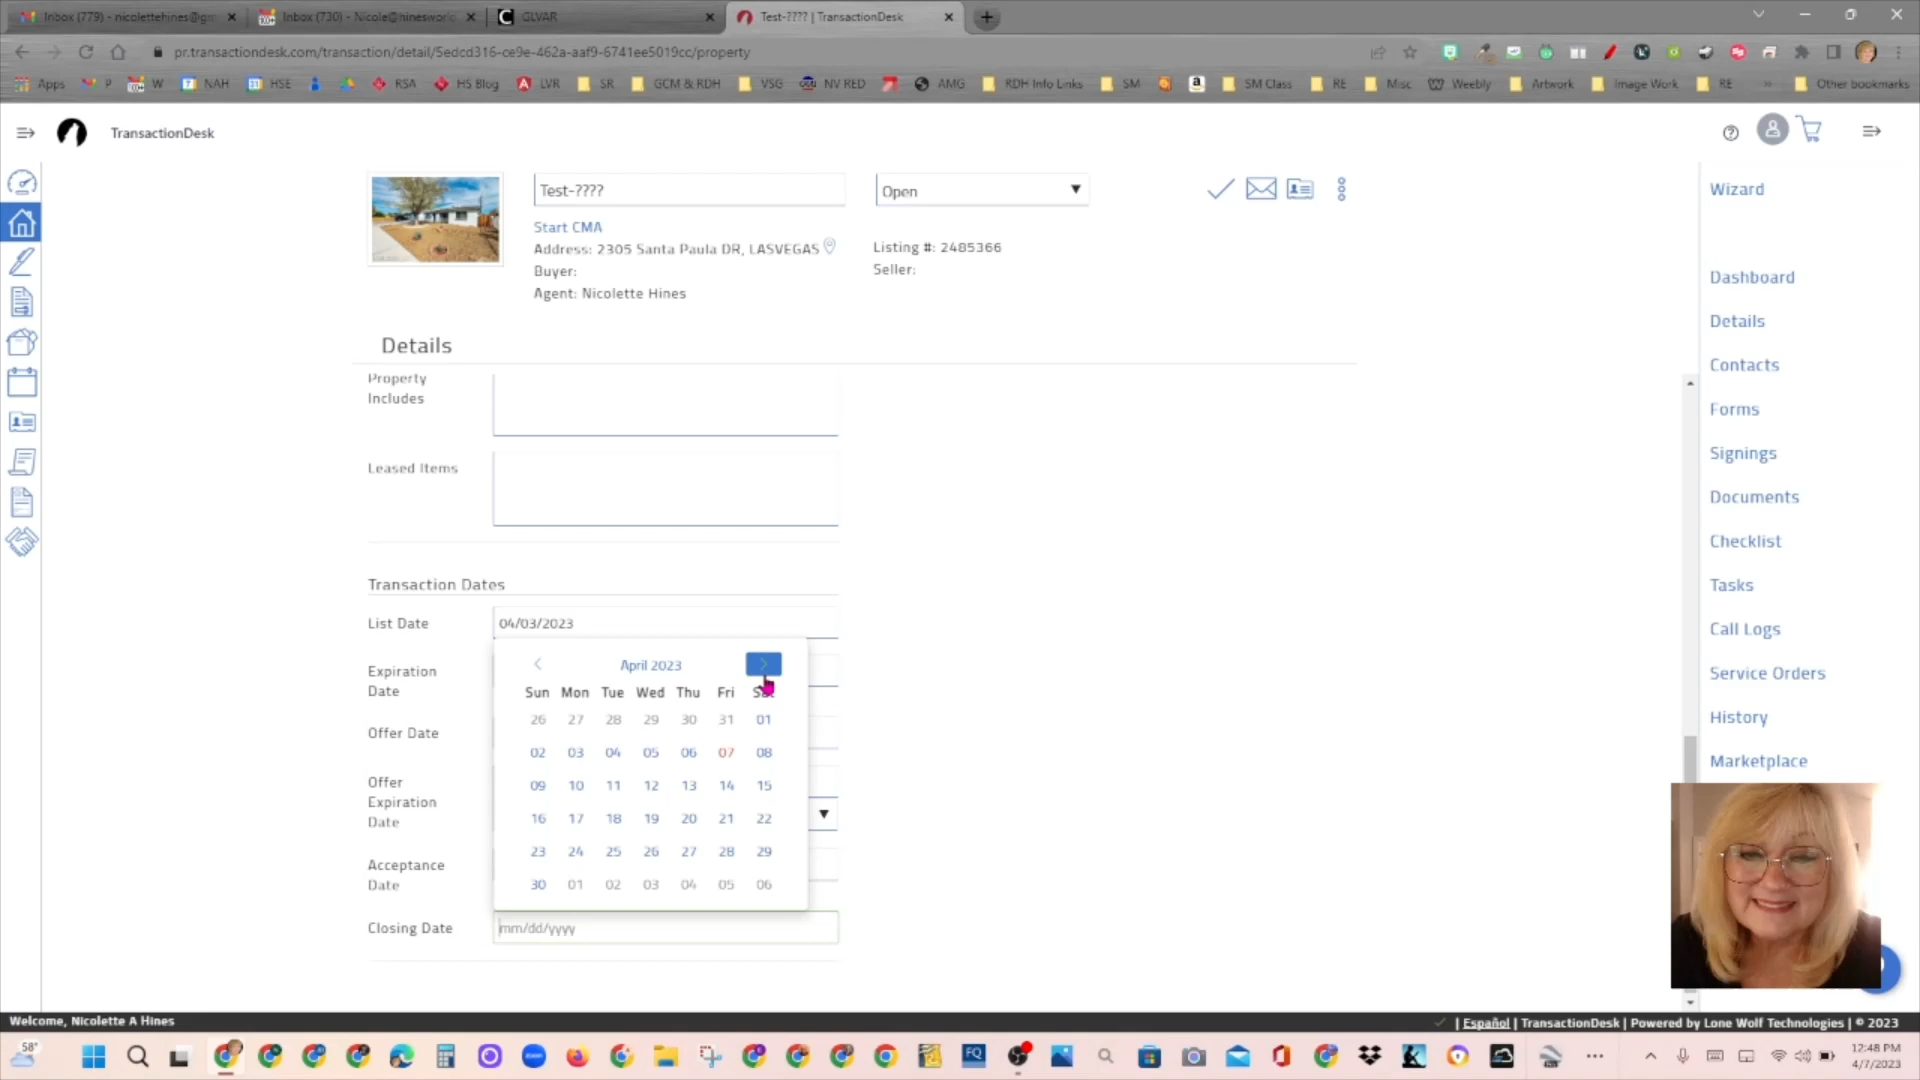 Inbox (779) - nicolettehines@gm
Inbox (730) - Nicole@hinesworld
GLVAR
Test-???? | TransactionDesk
pr.transactiondesk.com/transaction/detail/5edcd316-ce9e-462a-aaf9-6741ee5019cc/property
Apps
P
W
NAH
HSE
RSA
HS Blog
LVR
SR
GCM & RDH
VSG
NV RED
AMG
RDH Info Links
SM
SM Class
RE
Misc
Weebly
Artwork
Image Work
RE
Other bookmarks
TransactionDesk
Test-????
Open
Start CMA
Address: 2305 Santa Paula DR, LASVEGAS
Listing #: 2485366
Buyer:
Seller:
Agent: Nicolette Hines
Details
Property
Includes
Leased Items
Transaction Dates
List Date
04/03/2023
Expiration
Date
Offer Date
Offer
Expiration
Date
Acceptance
Date
Closing Date
mm/dd/yyyy
April 2023
Sun Mon Tue Wed Thu Fri
26 27 28 29 30 31 01
02 03 04 05 06 07 08
09 10 11 12 13 14 15
16 17 18 19 20 21 22
23 24 25 26 27 28 29
30 01 02 03 04 05 06
Wizard
Dashboard
Details
Contacts
Forms
Signings
Documents
Checklist
Tasks
Call Logs
Service Orders
History
Marketplace
Welcome, Nicolette A Hines
| Español | TransactionDesk | Powered by Lone Wolf Technologies | © 2023
58°
zoom
FQ
12:48 PM
4/7/2023